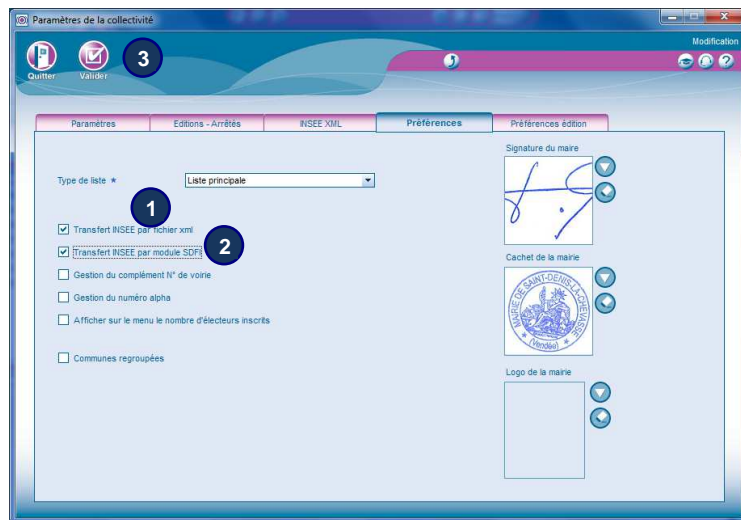 Paramètres de la collectivité
Modification
Quitter
Valider
3
Paramètres
Editions - Arrêtés
INSEE XML
Préférences
Préférences édition
Signature du maire
Type de liste * Liste principale
1
Transfert INSEE par fichier xml
Transfert INSEE par module SDFI
2
Gestion du complément N° de voirie
Gestion du numéro alpha
Afficher sur le menu le nombre d'électeurs inscrits
Communes regroupées
Cachet de la mairie
MAIRIE DE SAINT-DENIS-LA-CHEVASSE
(Vendée)
Logo de la mairie